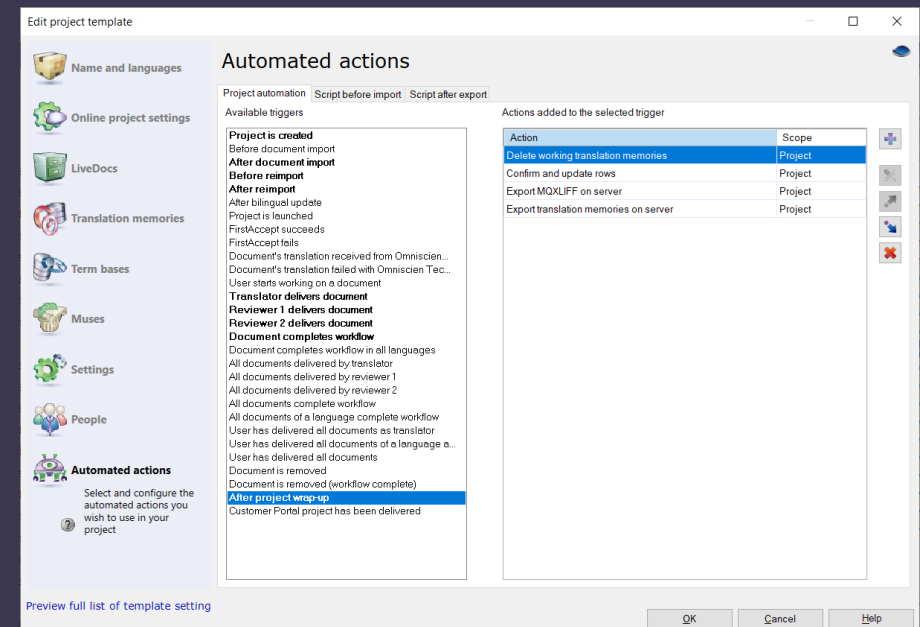 Edit project template
Name and languages
Online project settings
LiveDocs
Translation memories
Term bases
Muses
Settings
People
Automated actions
Select and configure the
automated actions you
wish to use in your
project
?
Preview full list of template setting
Automated actions
Project automation
Script before import
Script after export
Available triggers
Project is created
Before document import
After document import
Before reimport
After reimport
After bilingual update
Project is launched
FirstAccept succeeds
FirstAccept fails
Document's translation received from Omniscien...
Document's translation failed with Omniscien Tec...
User starts working on a document
Translator delivers document
Reviewer 1 delivers document
Reviewer 2 delivers document
Document completes workflow
Document completes workflow in all languages
All documents delivered by translator
All documents delivered by reviewer 1
All documents delivered by reviewer 2
All documents complete workflow
All documents of a language complete workflow
User has delivered all documents as translator
User has delivered all documents of a language a...
User has delivered all documents
Document is removed
Document is removed (workflow complete)
After project wrap-up
Customer Portal project has been delivered
Actions added to the selected trigger
Action Scope
Delete working translation memories Project
Confirm and update rows Project
Export MQXLIFF on server Project
Export translation memories on server Project
OK
Cancel
Help